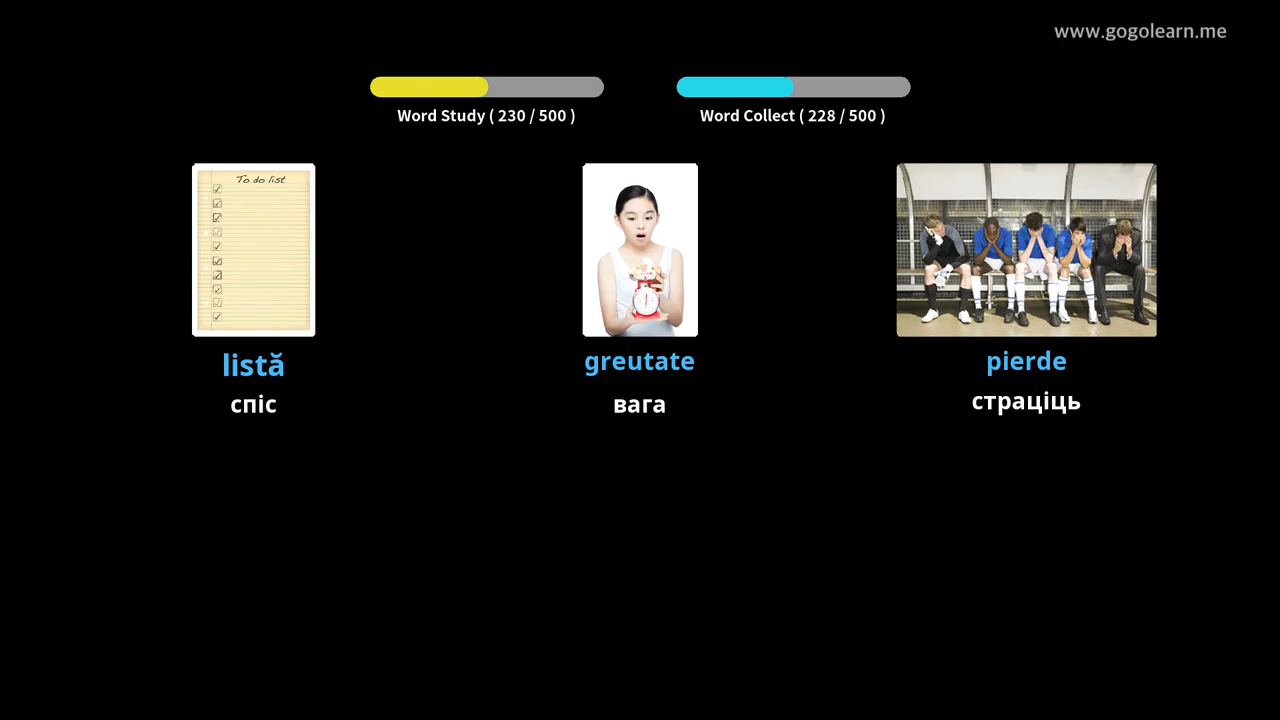 www.gogolearn.me
Word Study ( 230 / 500 )
Word Collect ( 228 / 500 )
To do list
listă
greutate
pierde
спіс
вага
страціць